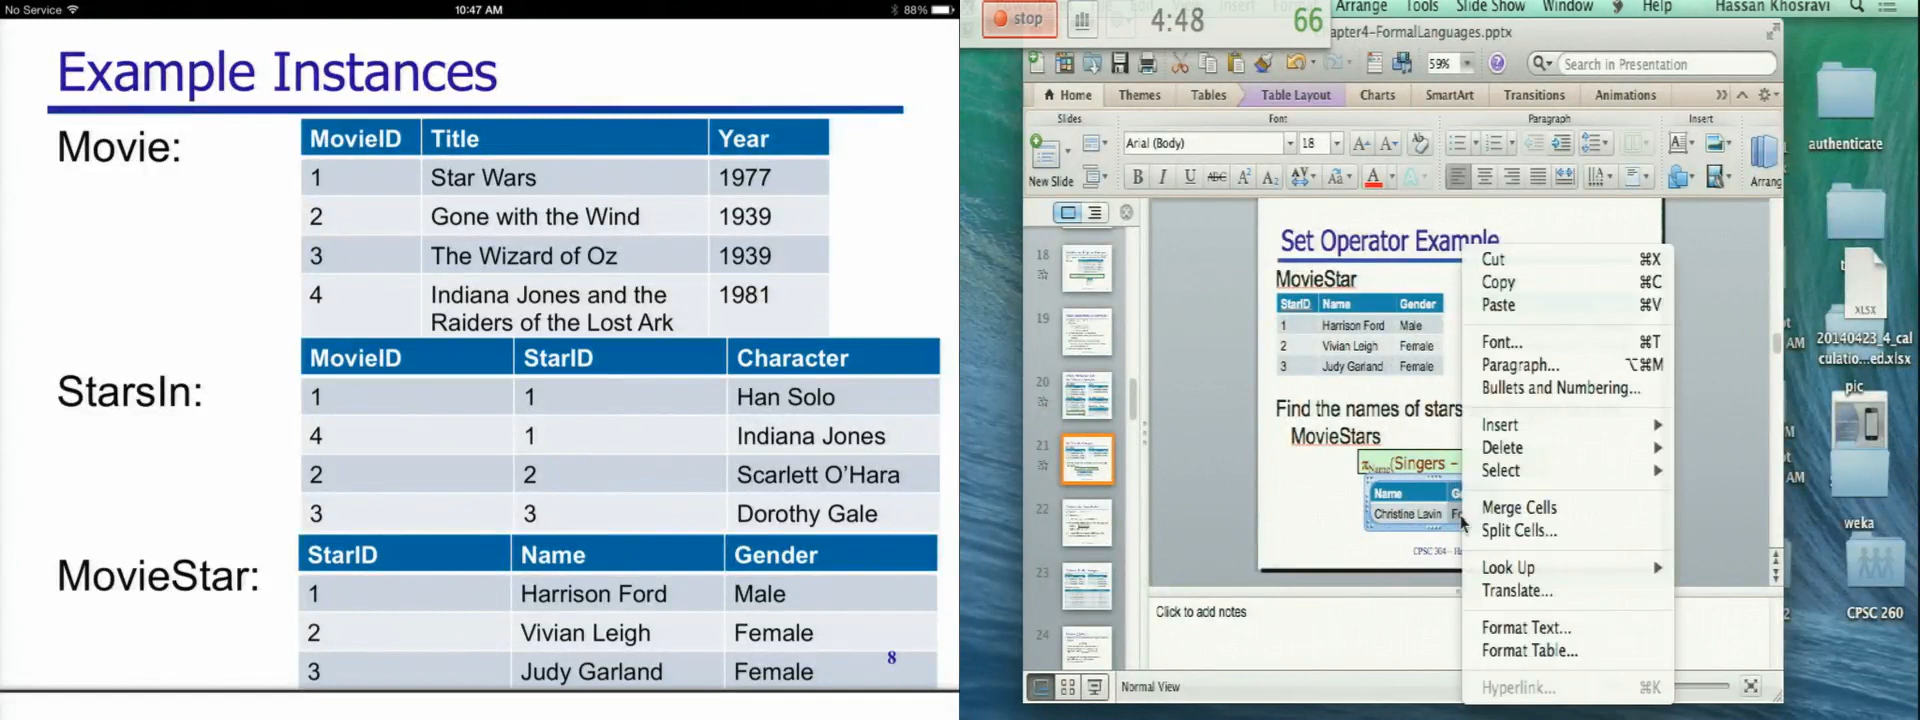 No Service
10:47 AM
88%
Example Instances
Movie:
MovieID Title Year
1 Star Wars 1977
2 Gone with the Wind 1939
3 The Wizard of Oz 1939
4 Indiana Jones and the Raiders of the Lost Ark 1981
StarsIn:
MovieID StarID Character
1 1 Han Solo
4 1 Indiana Jones
2 2 Scarlett O'Hara
3 3 Dorothy Gale
MovieStar:
StarID Name Gender
1 Harrison Ford Male
2 Vivian Leigh Female
3 Judy Garland Female
8
stop
4:48
66
Arrange Tools Slide Show Window Help Hassan Khosravi
apter4-FormalLanguages.pptx
59%
Search in Presentation
Home Themes Tables Table Layout Charts SmartArt Transitions Animations
Slides Font Paragraph Insert
New Slide
Arial (Body) 18
B I U ABC A² A₂ AV Aa A A
Arrang
18
19
20
21
22
23
24
Set Operator Example
MovieStar
StarID Name Gender
1 Harrison Ford Male
2 Vivian Leigh Female
3 Judy Garland Female
Find the names of stars
MovieStars
πName(Singers −
Name
Christine Lavin
CPSC 304
Click to add notes
Normal View
Cut ⌘X
Copy ⌘C
Paste ⌘V
Font... ⌘T
Paragraph... ⌥⌘M
Bullets and Numbering...
Insert
Delete
Select
Merge Cells
Split Cells...
Look Up
Translate...
Format Text...
Format Table...
Hyperlink... ⌘K
authenticate
XLSX
AM
20140423_4_cal
culatio...ed.xlsx
pic
AM
weka
CPSC 260